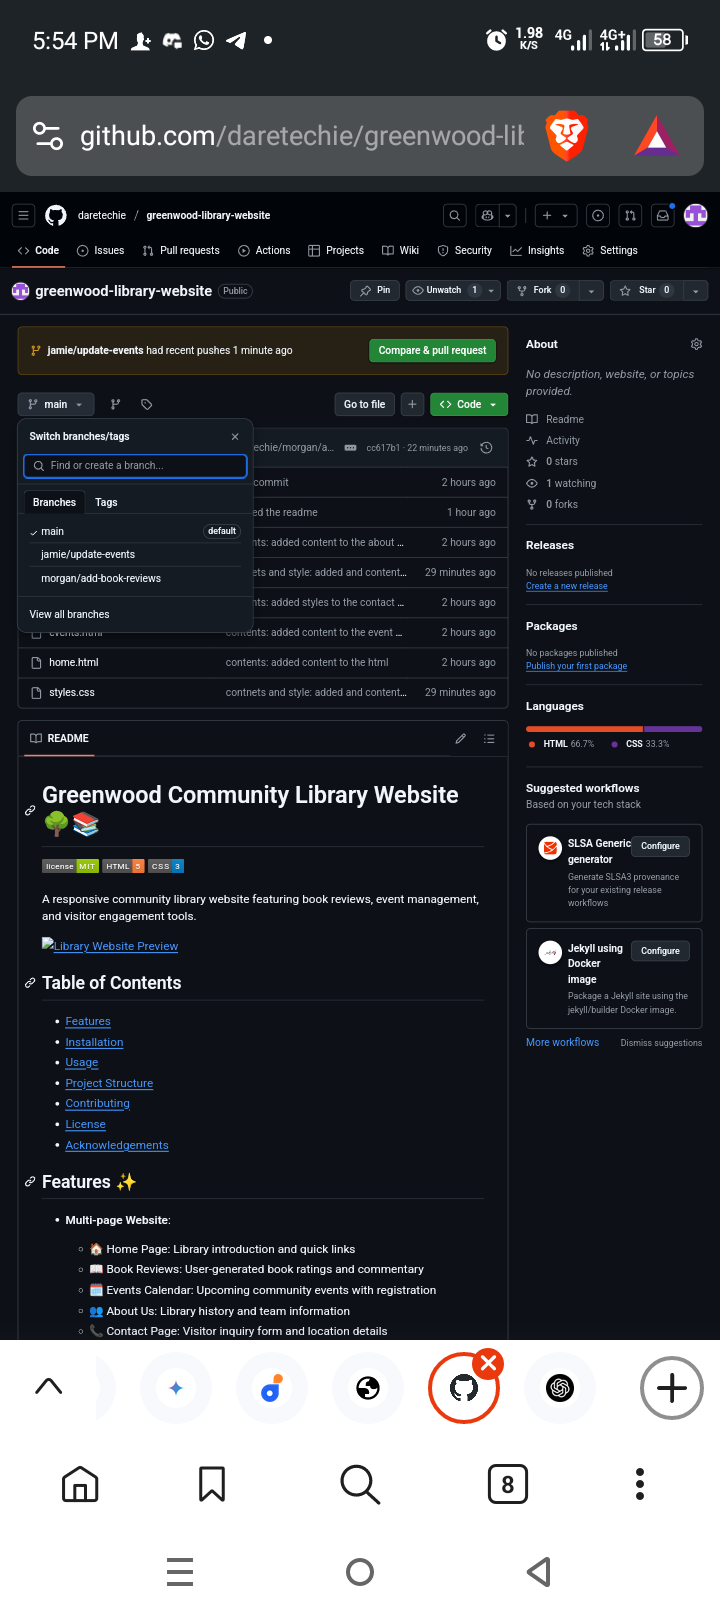 5:54 PM
1.98 K/S
4G
4G+
58
github.com/daretechie/greenwood-lib
daretechie / greenwood-library-website
Code Issues Pull requests Actions Projects Wiki Security Insights Settings
greenwood-library-website Public
Pin Unwatch 1 Fork 0 Star 0
jamie/update-events had recent pushes 1 minute ago
Compare & pull request
main
Go to file
Code
Switch branches/tags
Find or create a branch...
Branches Tags
main default
jamie/update-events
morgan/add-book-reviews
View all branches
echie/morgan/a... cc617b1 · 22 minutes ago
commit 2 hours ago
ed the readme 1 hour ago
nts: added content to the about ... 2 hours ago
ets and style: added and content... 29 minutes ago
nts: added styles to the contact ... 2 hours ago
events.html nts: added content to the event ... 2 hours ago
home.html contents: added content to the html 2 hours ago
styles.css contnets and style: added and content... 29 minutes ago
README
Greenwood Community Library Website
🌳📚
license MIT HTML 5 CSS 3
A responsive community library website featuring book reviews, event management,
and visitor engagement tools.
Library Website Preview
Table of Contents
• Features
• Installation
• Usage
• Project Structure
• Contributing
• License
• Acknowledgements
Features ✨
• Multi-page Website:
◦ 🏠 Home Page: Library introduction and quick links
◦ 📖 Book Reviews: User-generated book ratings and commentary
◦ 🗓️ Events Calendar: Upcoming community events with registration
◦ 👥 About Us: Library history and team information
◦ 📞 Contact Page: Visitor inquiry form and location details
About
No description, website, or topics
provided.
Readme
Activity
0 stars
1 watching
0 forks
Releases
No releases published
Create a new release
Packages
No packages published
Publish your first package
Languages
HTML 66.7% CSS 33.3%
Suggested workflows
Based on your tech stack
SLSA Generic
generator
Configure
Generate SLSA3 provenance
for your existing release
workflows
Jekyll using
Docker
image
Configure
Package a Jekyll site using the
jekyll/builder Docker image.
More workflows Dismiss suggestions
8